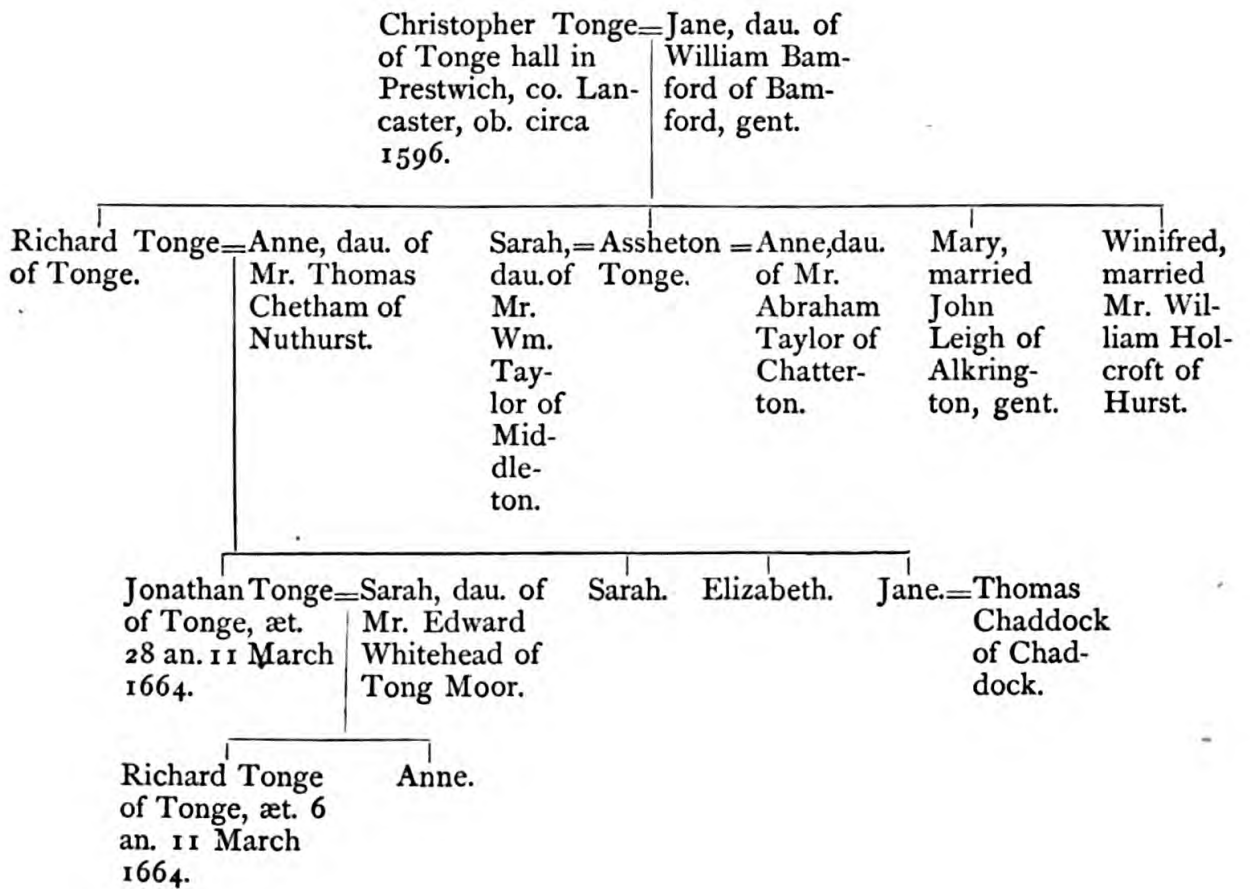 Christopher Tonge=Jane, dau. of
of Tonge hall in
Prestwich, co. Lan-
caster, ob. circa
1596.
William Bam-
ford of Bam-
ford, gent.
Richard Tonge=Anne, dau. of
of Tonge.
Mr. Thomas
Chetham of
Nuthurst.
Sarah,=Assheton=Anne,dau.
dau.of
Mr.
Wm.
Tay-
lor of
Mid-
dle-
ton.
Tonge.
of Mr.
Abraham
Taylor of
Chatter-
ton.
Mary,
married
John
Leigh of
Alkring-
ton, gent.
Winifred,
married
Mr. Wil-
liam Hol-
croft of
Hurst.
Jonathan Tonge=Sarah, dau. of
of Tonge, æt.
28 an. 11 March
1664.
Mr. Edward
Whitehead of
Tong Moor.
Sarah.
Elizabeth.
Jane.=Thomas
Chaddock
of Chad-
dock.
Richard Tonge
of Tonge, æt. 6
an. 11 March
1664.
Anne.